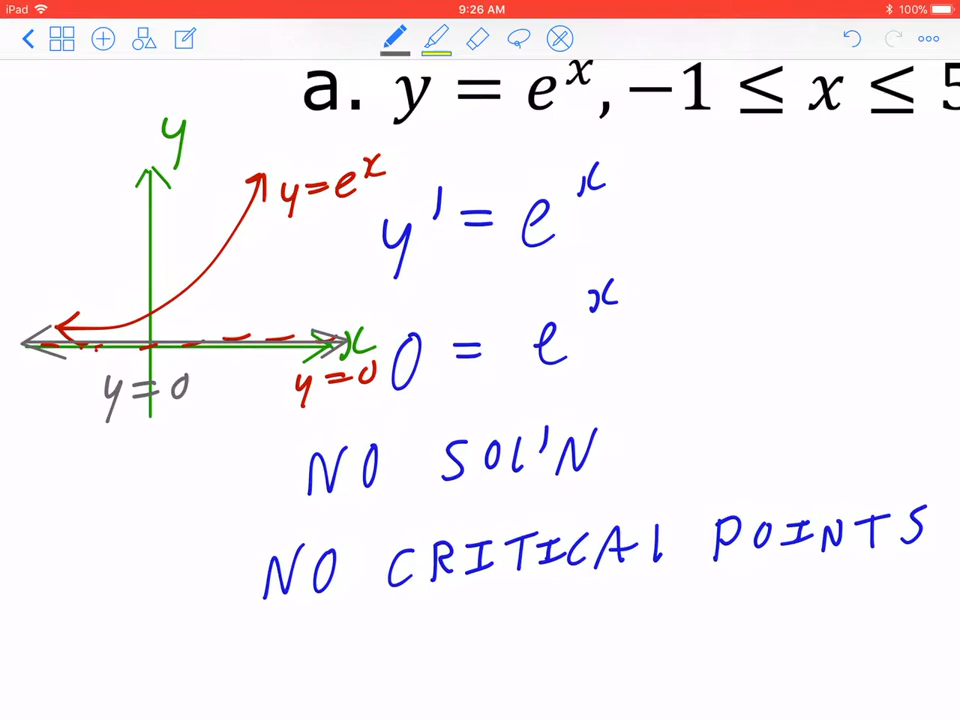 iPad 9:26 AM 100%
a. y = e^x, −1 ≤ x ≤ 5
y
y=e^x
y' = e^x
x
0 = e^x
y=0
y=0
NO SOL'N
NO CRITICAL POINTS